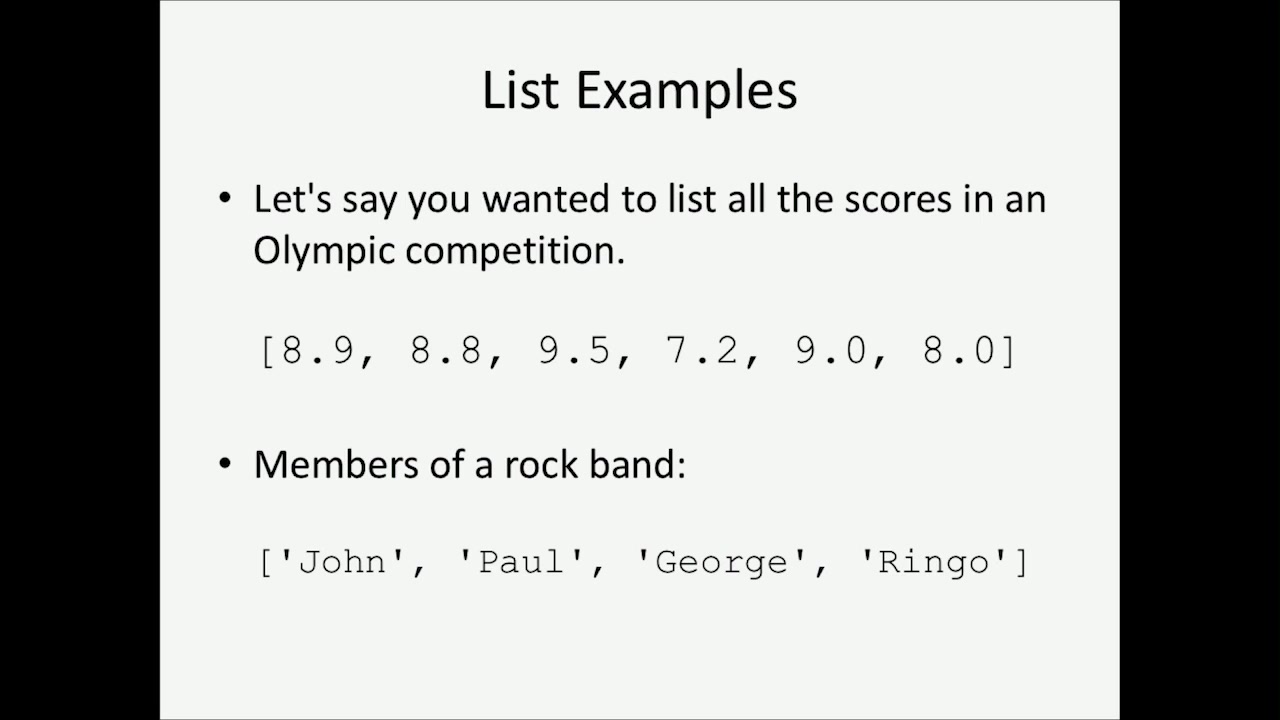 List Examples
• Let's say you wanted to list all the scores in an
Olympic competition.
[8.9, 8.8, 9.5, 7.2, 9.0, 8.0]
• Members of a rock band:
['John', 'Paul', 'George', 'Ringo']